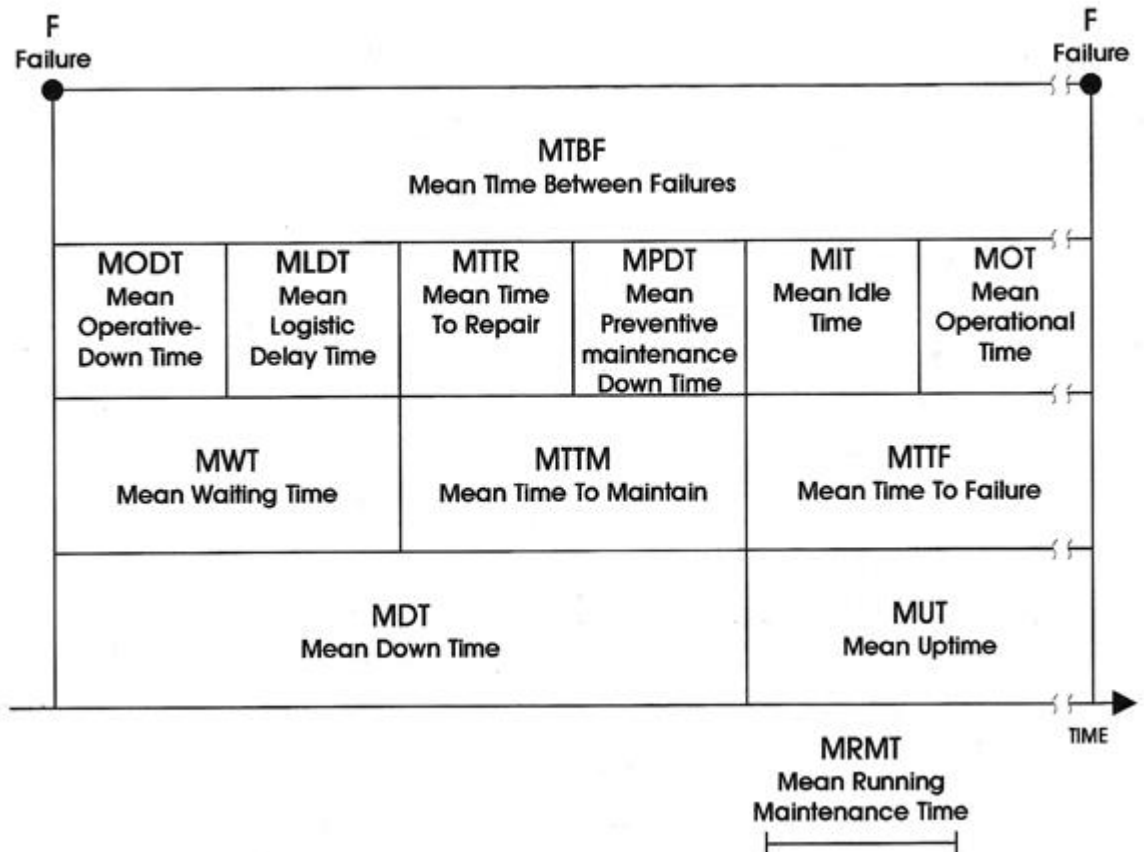 F
Failure
F
Failure
MTBF
Mean TIme Between Failures
MODT
Mean
Operative-
Down Time
MLDT
Mean
Logistic
Delay Time
MTTR
Mean Time
To Repair
MPDT
Mean
Preventive
maintenance
Down Time
MIT
Mean Idle
Time
MOT
Mean
Operational
Time
MWT
Mean Waiting Time
MTTM
Mean Time To Maintain
MTTF
Mean Time To Failure
MDT
Mean Down Time
MUT
Mean Uptime
TIME
MRMT
Mean Running
Maintenance Time